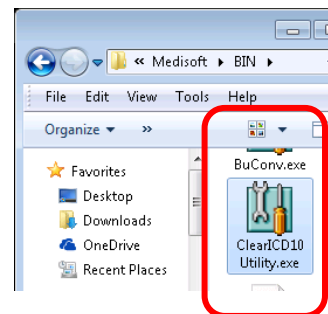 « Medisoft ▸ BIN ▸
File Edit View Tools Help
Organize ▾ »
Favorites
Desktop
Downloads
OneDrive
Recent Places
BuConv.exe
ClearICD10
Utility.exe